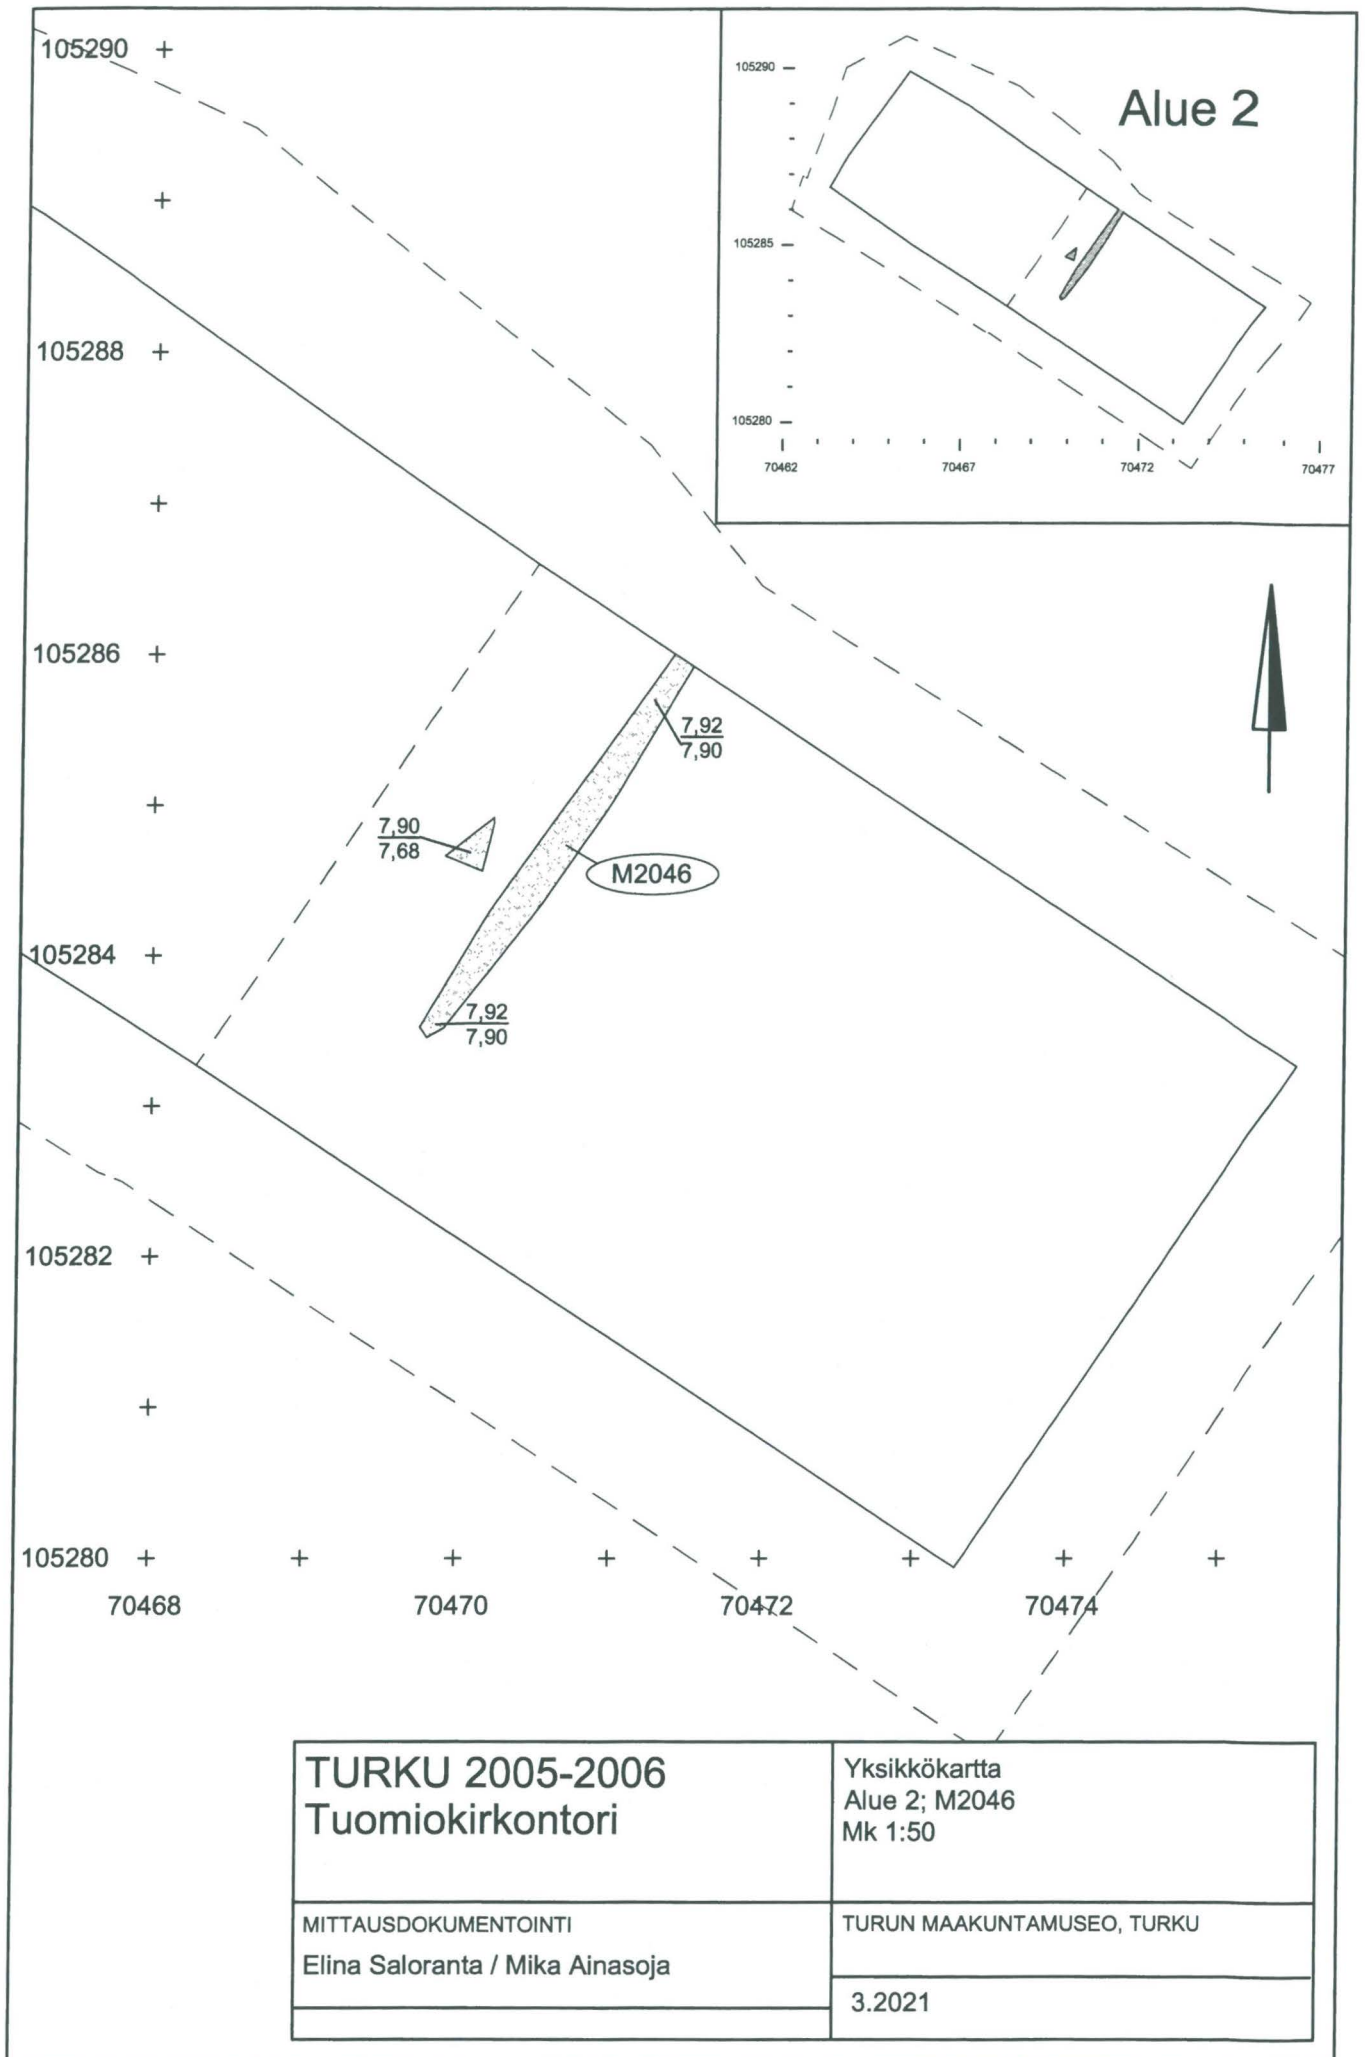 105290
105288
105286
105284
105282
105280
70468
70470
70472
70474
Alue 2
105290
105285
105280
70462
70467
70472
70477
7,92
7,90
7,90
7,68
M2046
7,92
7,90
TURKU 2005-2006
Tuomiokirkontori
Yksikkökartta
Alue 2; M2046
Mk 1:50
MITTAUSDOKUMENTOINTI
Elina Saloranta / Mika Ainasoja
TURUN MAAKUNTAMUSEO, TURKU
3.2021